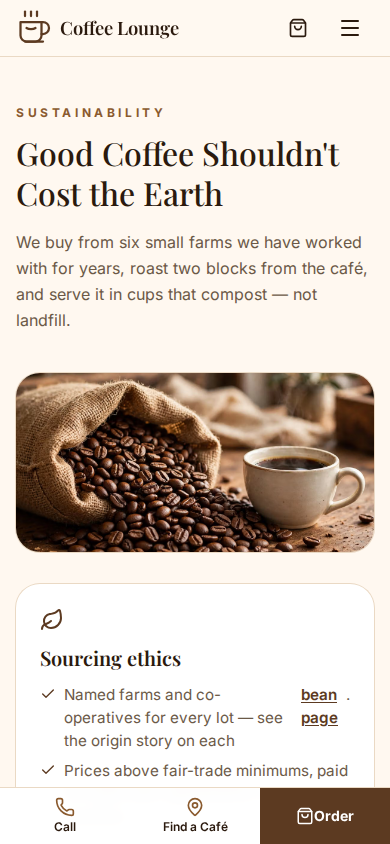 Coffee Lounge
SUSTAINABILITY
Good Coffee Shouldn't
Cost the Earth
We buy from six small farms we have worked
with for years, roast two blocks from the café,
and serve it in cups that compost — not
landfill.
Sourcing ethics
Named farms and co-
operatives for every lot — see
the origin story on each
bean
page
.
Prices above fair-trade minimums, paid
Call
Find a Café
Order